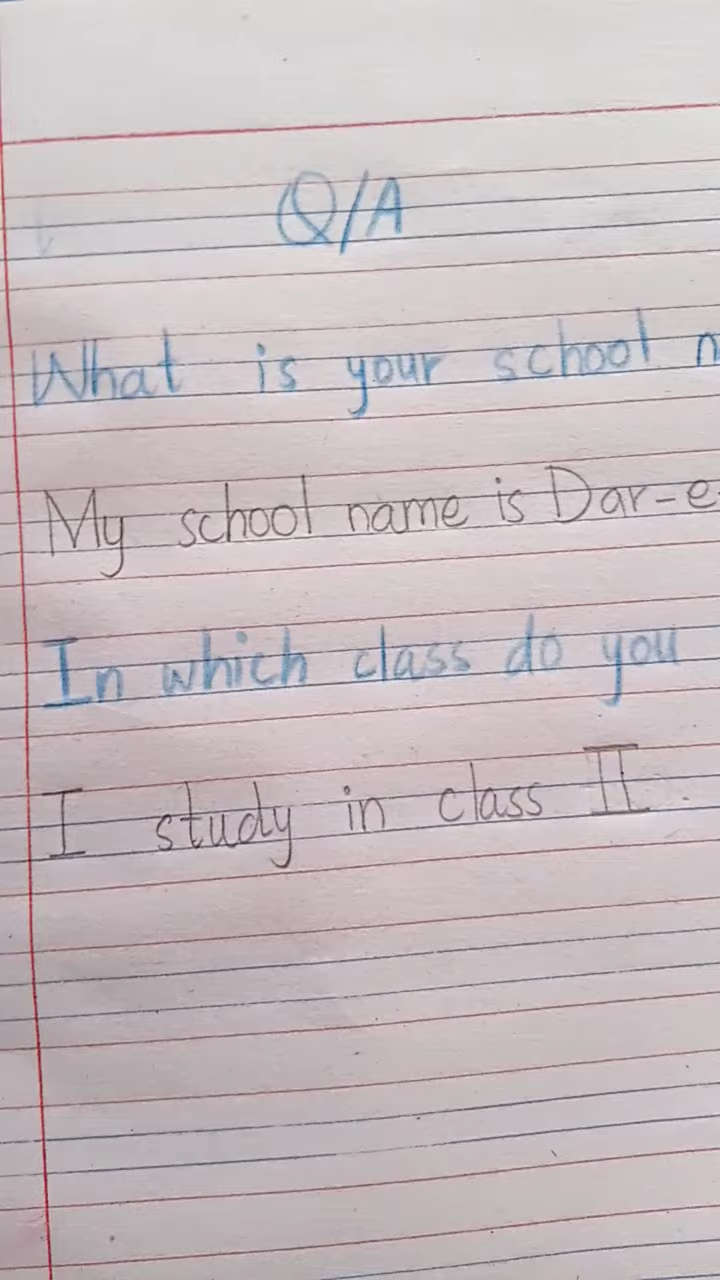 Q/A
What is your school n
My school name is Dar-e
In which class do you
I study in class II.